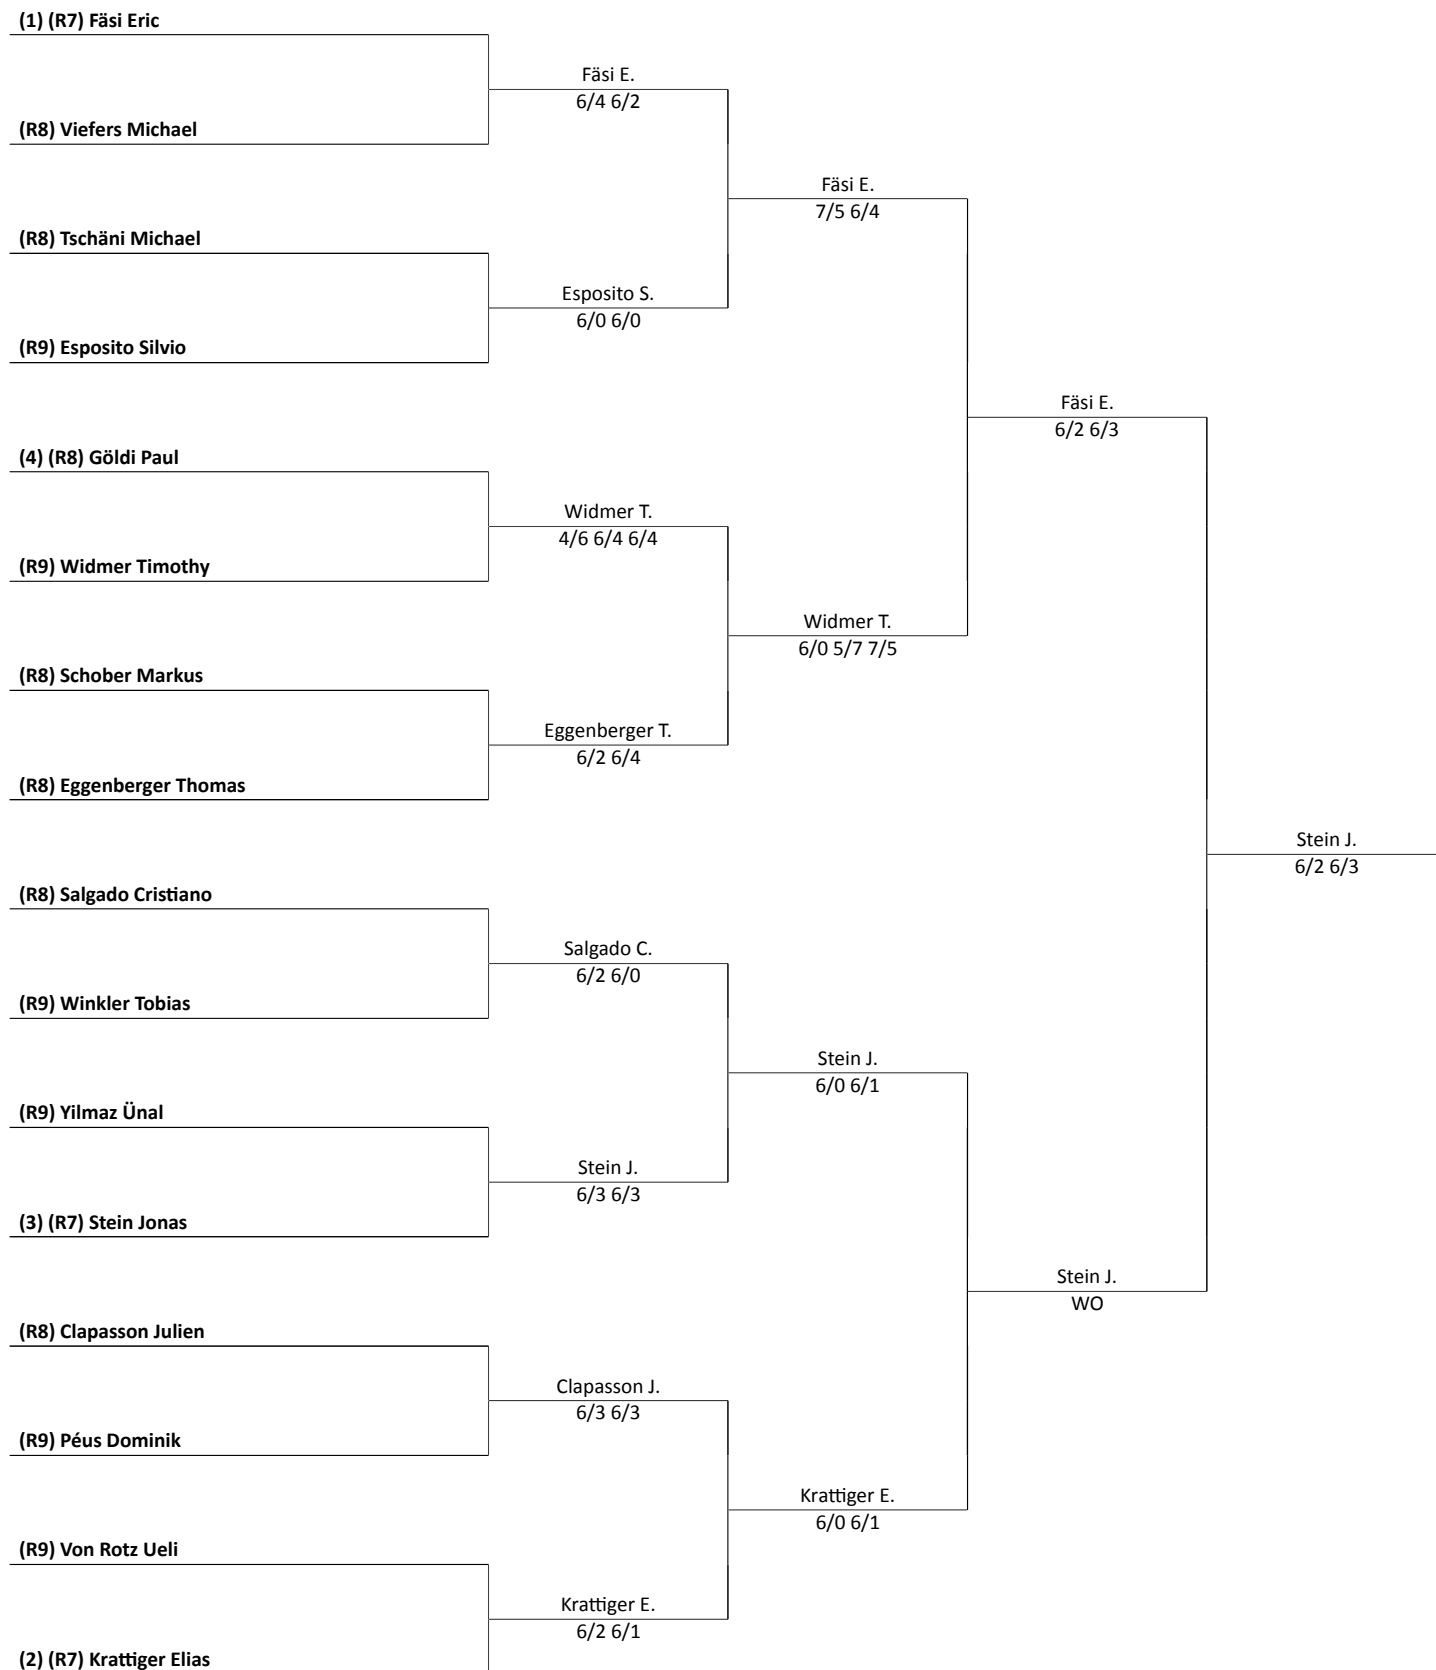 (1) (R7) Fäsi Eric
Fäsi E.
6/4 6/2
(R8) Viefers Michael
Fäsi E.
7/5 6/4
(R8) Tschäni Michael
Esposito S.
6/0 6/0
(R9) Esposito Silvio
Fäsi E.
6/2 6/3
(4) (R8) Göldi Paul
Widmer T.
4/6 6/4 6/4
(R9) Widmer Timothy
Widmer T.
6/0 5/7 7/5
(R8) Schober Markus
Eggenberger T.
6/2 6/4
(R8) Eggenberger Thomas
Stein J.
6/2 6/3
(R8) Salgado Cristiano
Salgado C.
6/2 6/0
(R9) Winkler Tobias
Stein J.
6/0 6/1
(R9) Yilmaz Ünal
Stein J.
6/3 6/3
(3) (R7) Stein Jonas
Stein J.
WO
(R8) Clapasson Julien
Clapasson J.
6/3 6/3
(R9) Péus Dominik
Krattiger E.
6/0 6/1
(R9) Von Rotz Ueli
Krattiger E.
6/2 6/1
(2) (R7) Krattiger Elias